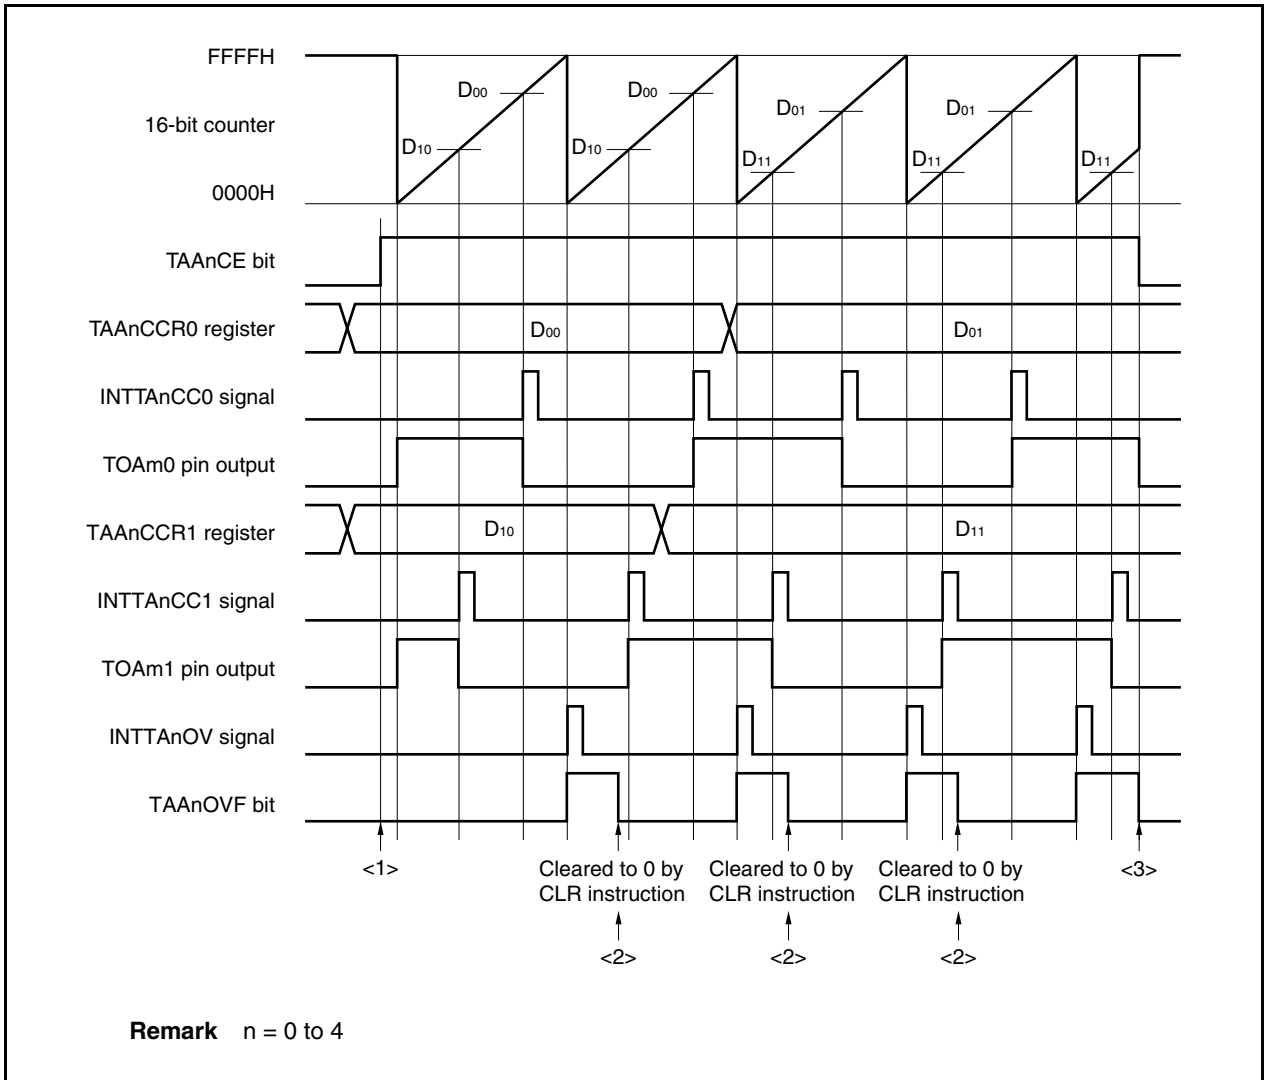 FFFFH
D00
D00
D01
D01
16-bit counter
D10
D10
D11
D11
D11
0000H
TAAnCE bit
TAAnCCR0 register
D00
D01
INTTAnCC0 signal
TOAm0 pin output
TAAnCCR1 register
D10
D11
INTTAnCC1 signal
TOAm1 pin output
INTTAnOV signal
TAAnOVF bit
<1>
Cleared to 0 by
CLR instruction
Cleared to 0 by
CLR instruction
Cleared to 0 by
CLR instruction
<3>
<2>
<2>
<2>
Remark n = 0 to 4